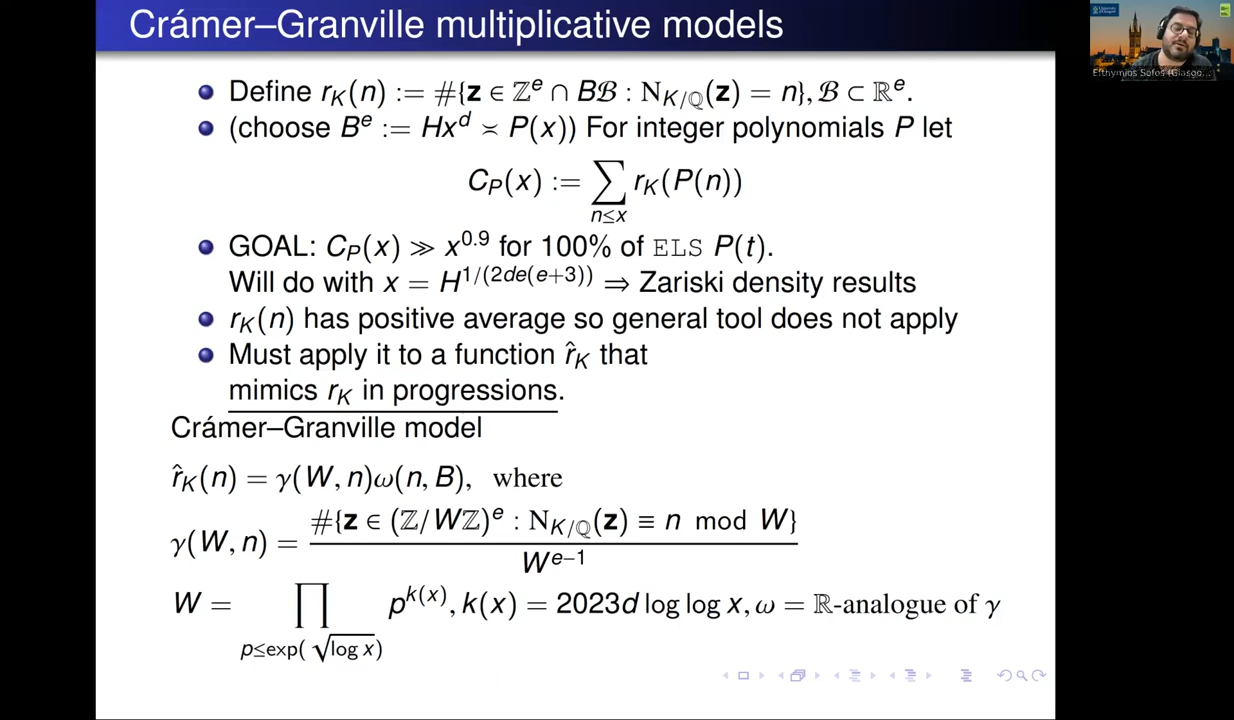 Crámer–Granville multiplicative models
Define r_K(n) := #{z ∈ ℤ^e ∩ Bℬ : N_{K/ℚ}(z) = n}, ℬ ⊂ ℝ^e.
(choose B^e := Hx^d ≍ P(x)) For integer polynomials P let
C_P(x) := ∑_{n≤x} r_K(P(n))
GOAL: C_P(x) ≫ x^{0.9} for 100% of ELS P(t).
Will do with x = H^{1/(2de(e+3))} ⇒ Zariski density results
r_K(n) has positive average so general tool does not apply
Must apply it to a function r̂_K that
mimics r_K in progressions.
Crámer–Granville model
r̂_K(n) = γ(W, n)ω(n, B), where
γ(W, n) = #{z ∈ (ℤ/Wℤ)^e : N_{K/ℚ}(z) ≡ n mod W} / W^{e−1}
W = ∏_{p≤exp(√log x)} p^{k(x)}, k(x) = 2023d log log x, ω = ℝ-analogue of γ
Efthymios Sofos (Glasgo...